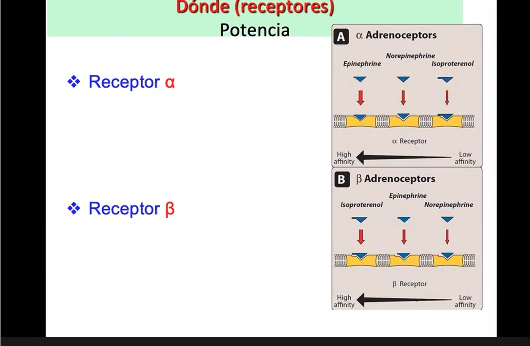 Dónde (receptores)
Potencia
❖ Receptor α
❖ Receptor β
A α Adrenoceptors
Norepinephrine
Epinephrine Isoproterenol
α Receptor
High affinity Low affinity
B β Adrenoceptors
Epinephrine
Isoproterenol Norepinephrine
β Receptor
High affinity Low affinity